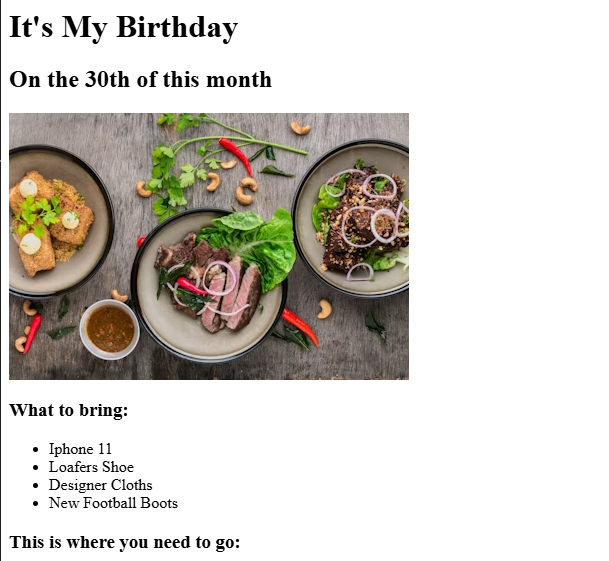 It's My Birthday
On the 30th of this month
What to bring:
Iphone 11
Loafers Shoe
Designer Cloths
New Football Boots
This is where you need to go: